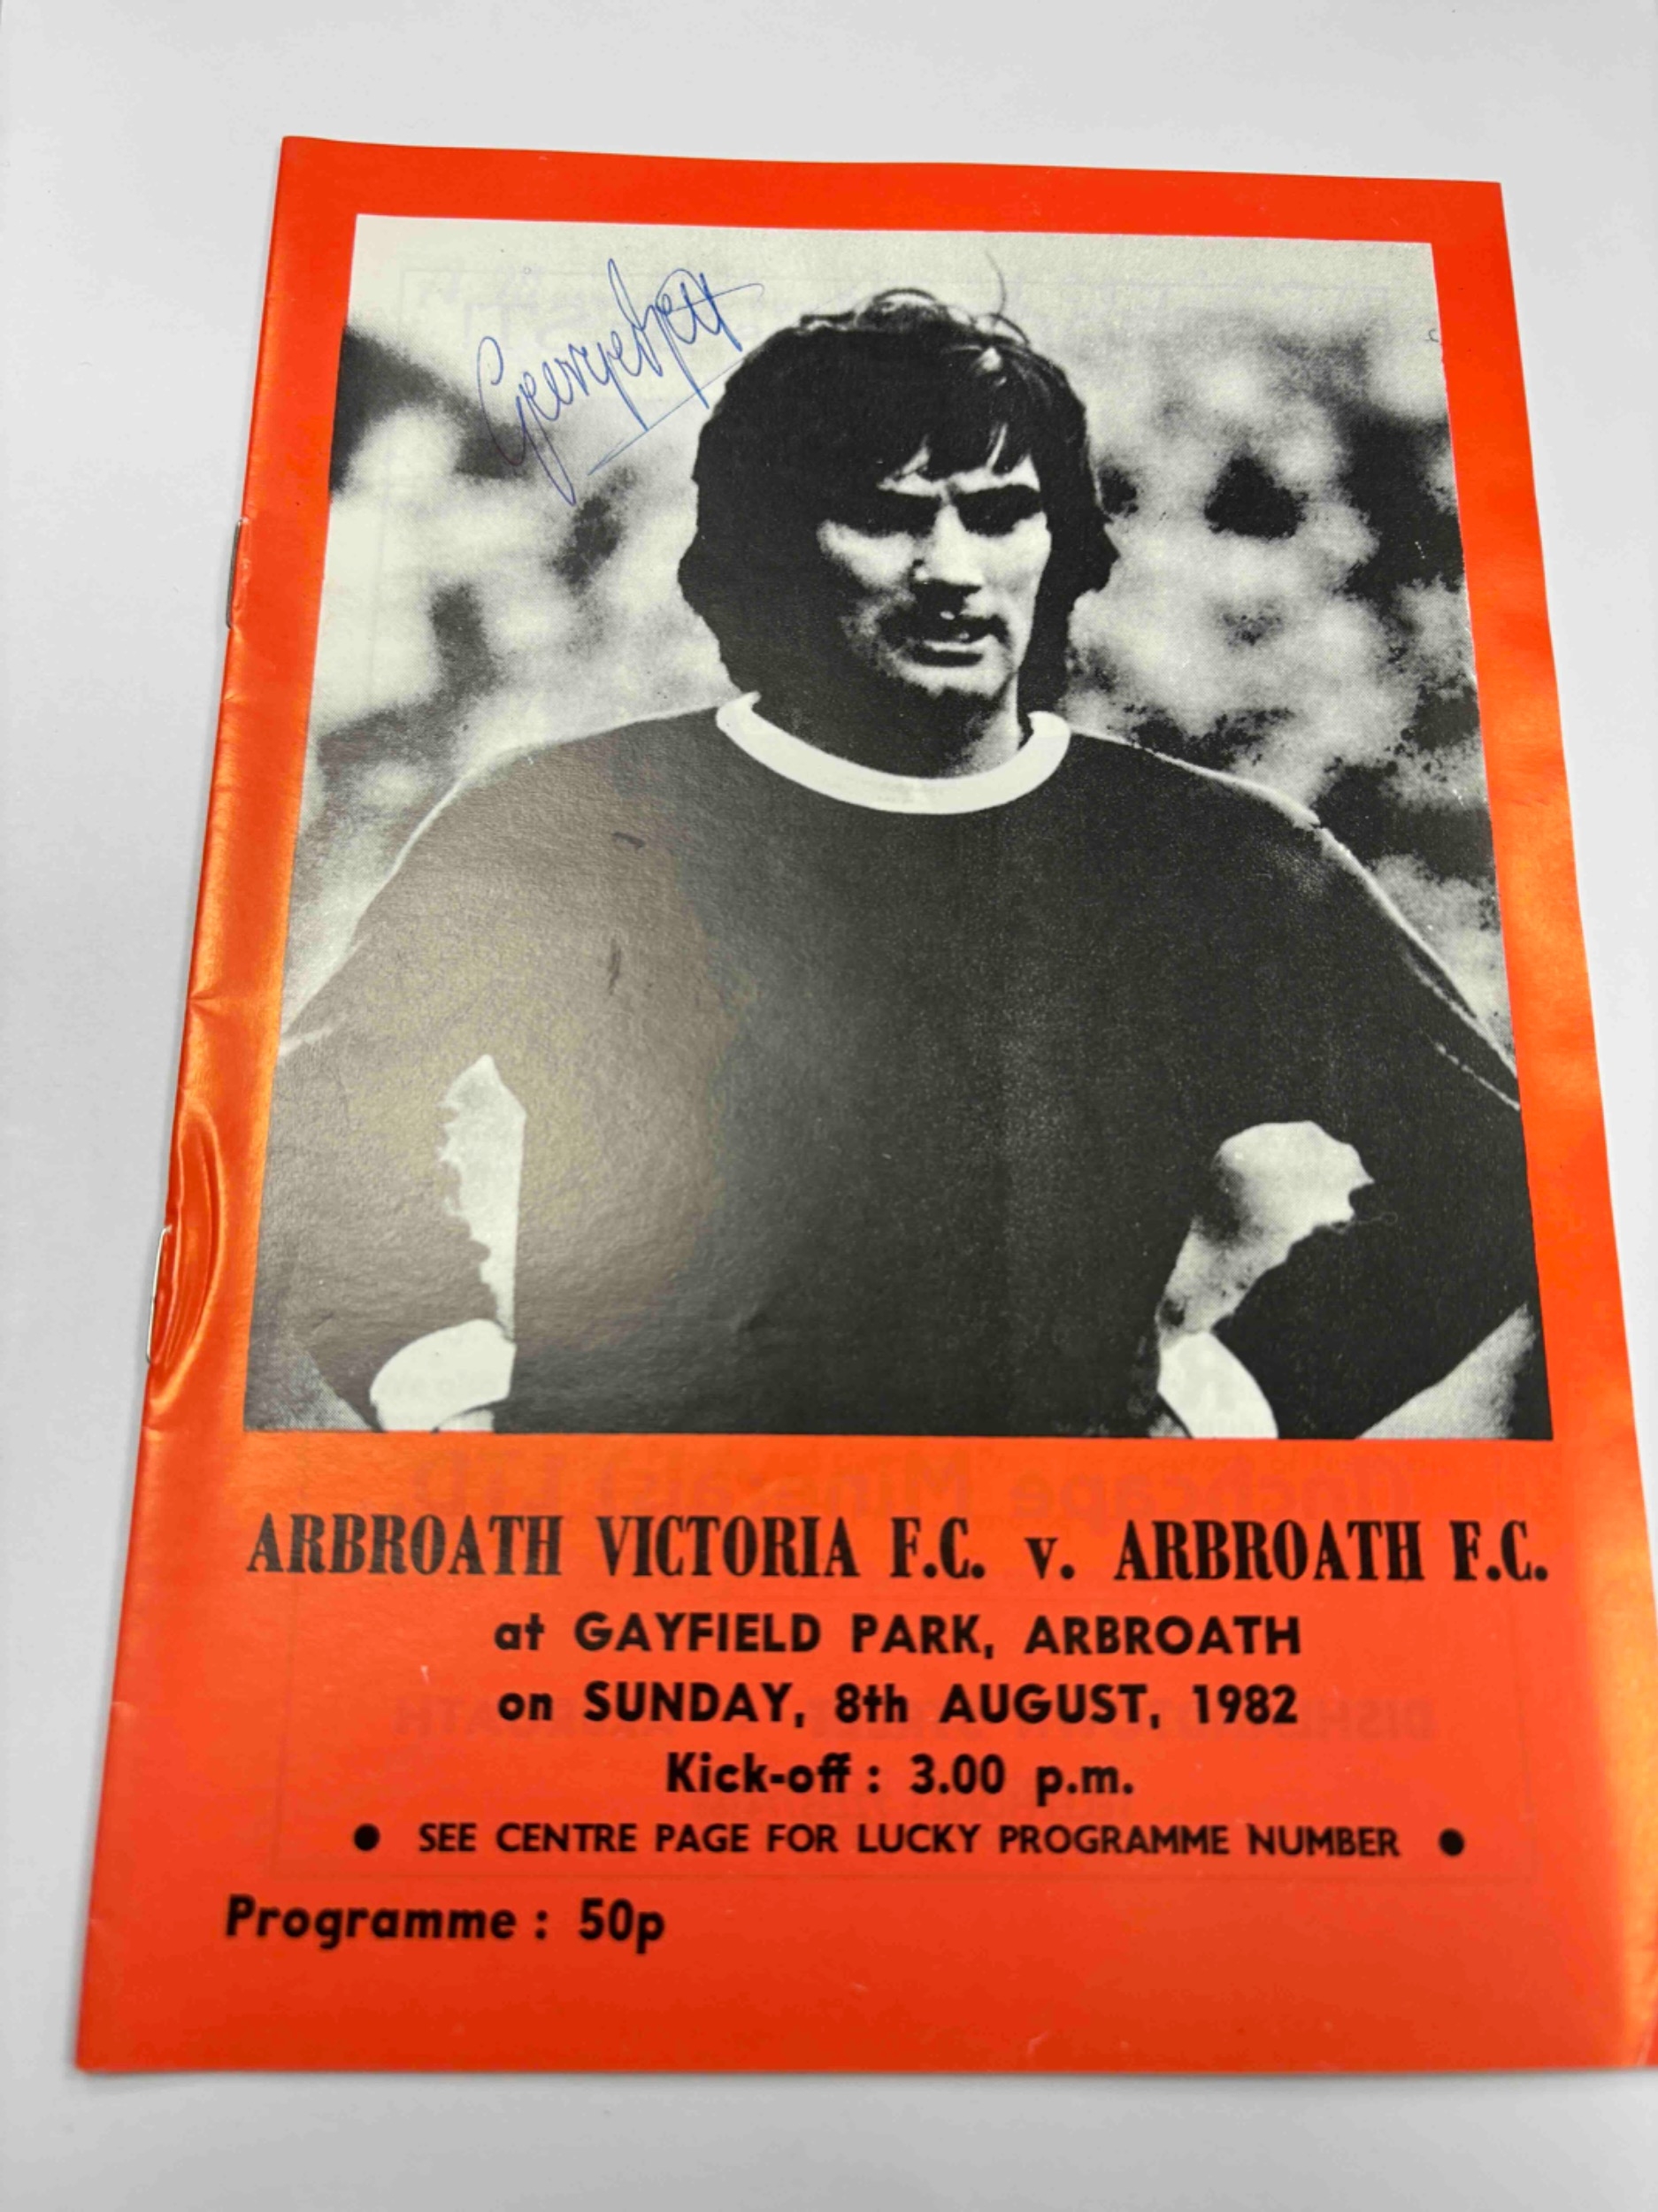 George Best
ARBROATH VICTORIA F.C. v. ARBROATH F.C.
at GAYFIELD PARK, ARBROATH
on SUNDAY, 8th AUGUST, 1982
Kick-off : 3.00 p.m.
● SEE CENTRE PAGE FOR LUCKY PROGRAMME NUMBER ●
Programme : 50p